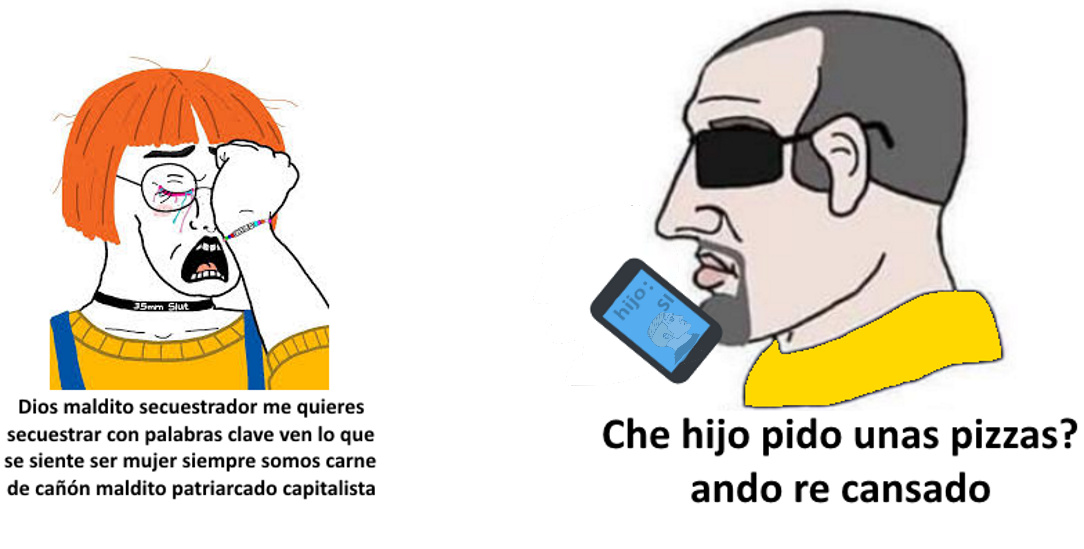 35mm Slut
Dios maldito secuestrador me quieres
secuestrar con palabras clave ven lo que
se siente ser mujer siempre somos carne
de cañón maldito patriarcado capitalista
hijo:
SI
Che hijo pido unas pizzas?
ando re cansado